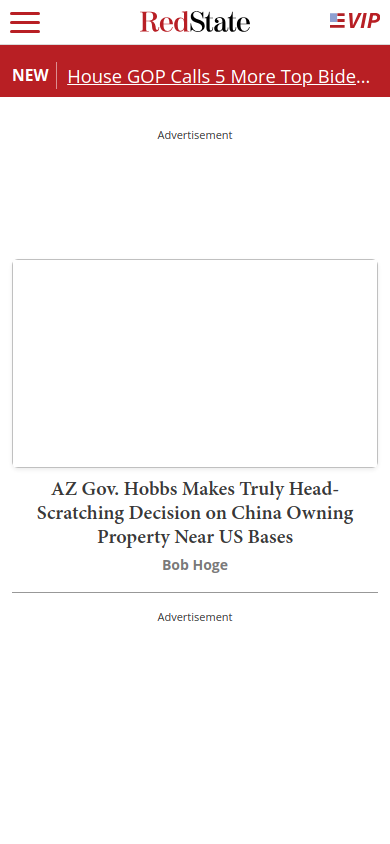 RedState
VIP
NEW
House GOP Calls 5 More Top Bide...
Advertisement
AZ Gov. Hobbs Makes Truly Head-
Scratching Decision on China Owning
Property Near US Bases
Bob Hoge
Advertisement